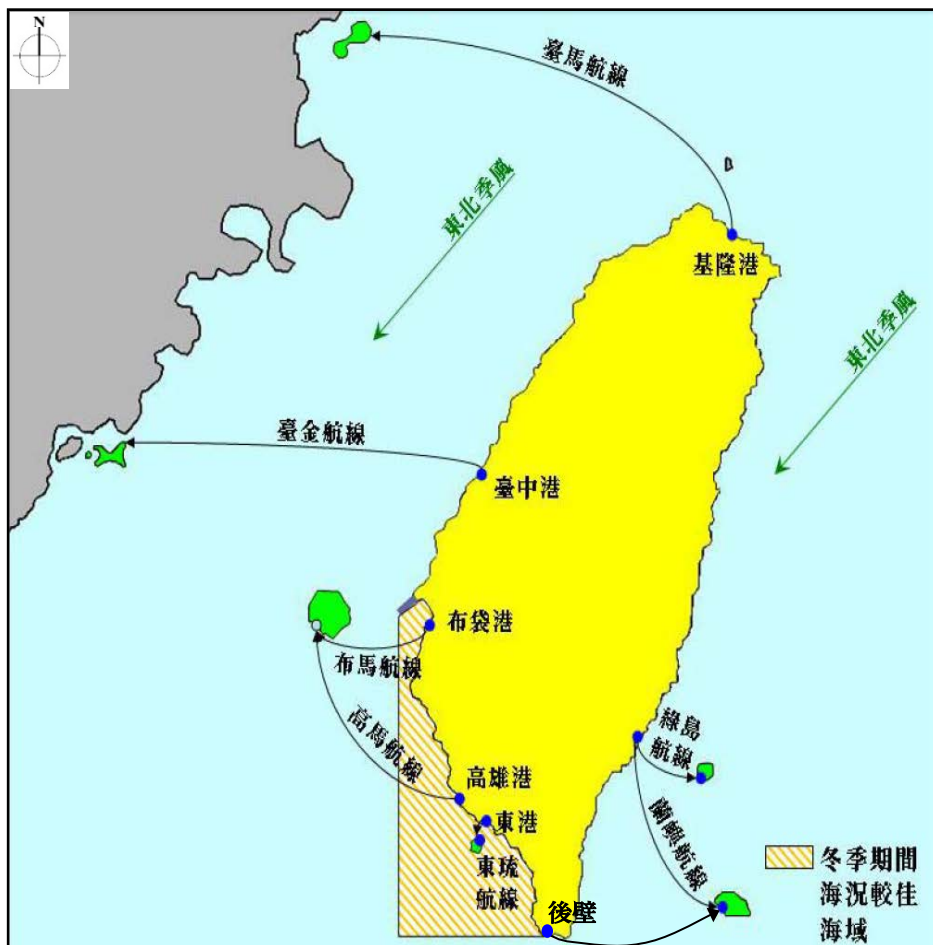 N
臺馬航線
東北季風
基隆港
東北季風
臺金航線
臺中港
布袋港
布馬航線
高馬航線
綠島
航線
高雄港
東港
蘭嶼航線
東琉
航線
後壁
冬季期間
海況較佳
海域